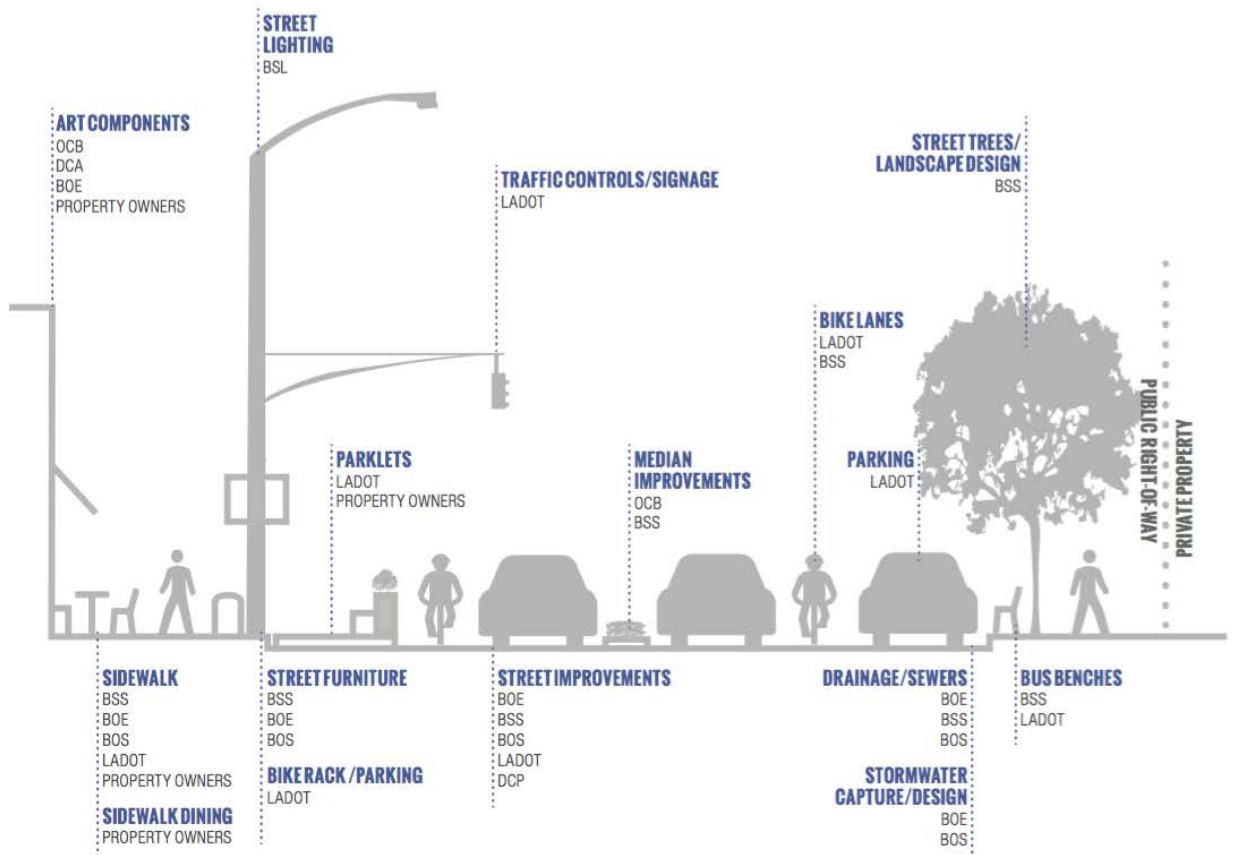 STREET
LIGHTING
BSL
ART COMPONENTS
OCB
DCA
BOE
PROPERTY OWNERS
TRAFFIC CONTROLS/SIGNAGE
LADOT
STREET TREES/
LANDSCAPE DESIGN
BSS
BIKE LANES
LADOT
BSS
PARKLETS
LADOT
PROPERTY OWNERS
MEDIAN
IMPROVEMENTS
OCB
BSS
PARKING
LADOT
PUBLIC RIGHT-OF-WAY
PRIVATE PROPERTY
SIDEWALK
BSS
BOE
BOS
LADOT
PROPERTY OWNERS
SIDEWALK DINING
PROPERTY OWNERS
STREET FURNITURE
BSS
BOE
BOS
BIKE RACK / PARKING
LADOT
STREET IMPROVEMENTS
BOE
BSS
BOS
LADOT
DCP
DRAINAGE/SEWERS
BOE
BSS
BOS
STORMWATER
CAPTURE/DESIGN
BOE
BOS
BUS BENCHES
BSS
LADOT